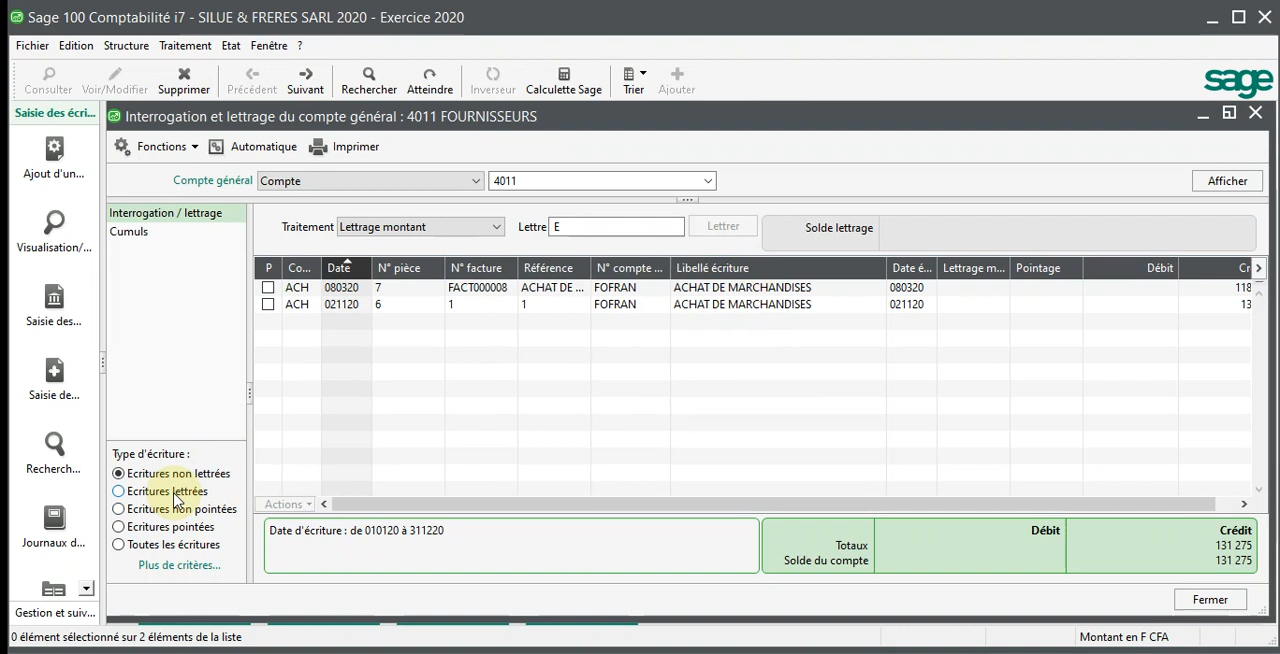 Sage 100 Comptabilité i7 - SILUE & FRERES SARL 2020 - Exercice 2020
Fichier Edition Structure Traitement Etat Fenêtre ?
Consulter Voir/Modifier Supprimer Précédent Suivant Rechercher Atteindre Inverseur Calculette Sage Trier Ajouter
sage
Saisie des écri...
Interrogation et lettrage du compte général : 4011 FOURNISSEURS
Fonctions Automatique Imprimer
Ajout d'un...
Compte général Compte 4011 Afficher
Interrogation / lettrage
Cumuls
Traitement Lettrage montant Lettre E Lettrer Solde lettrage
Visualisation/...
P Co... Date N° pièce N° facture Référence N° compte ... Libellé écriture Date é... Lettrage m... Pointage Débit Cr
ACH 080320 7 FACT000008 ACHAT DE ... FOFRAN ACHAT DE MARCHANDISES 080320 118
ACH 021120 6 1 1 FOFRAN ACHAT DE MARCHANDISES 021120 13
Saisie des...
Saisie de...
Recherch...
Journaux d...
Type d'écriture :
Ecritures non lettrées
Ecritures lettrées
Ecritures non pointées
Ecritures pointées
Toutes les écritures
Plus de critères...
Actions
Date d'écriture : de 010120 à 311220
Débit Crédit
Totaux 131 275
Solde du compte 131 275
Fermer
Gestion et suiv...
0 élément sélectionné sur 2 éléments de la liste
Montant en F CFA